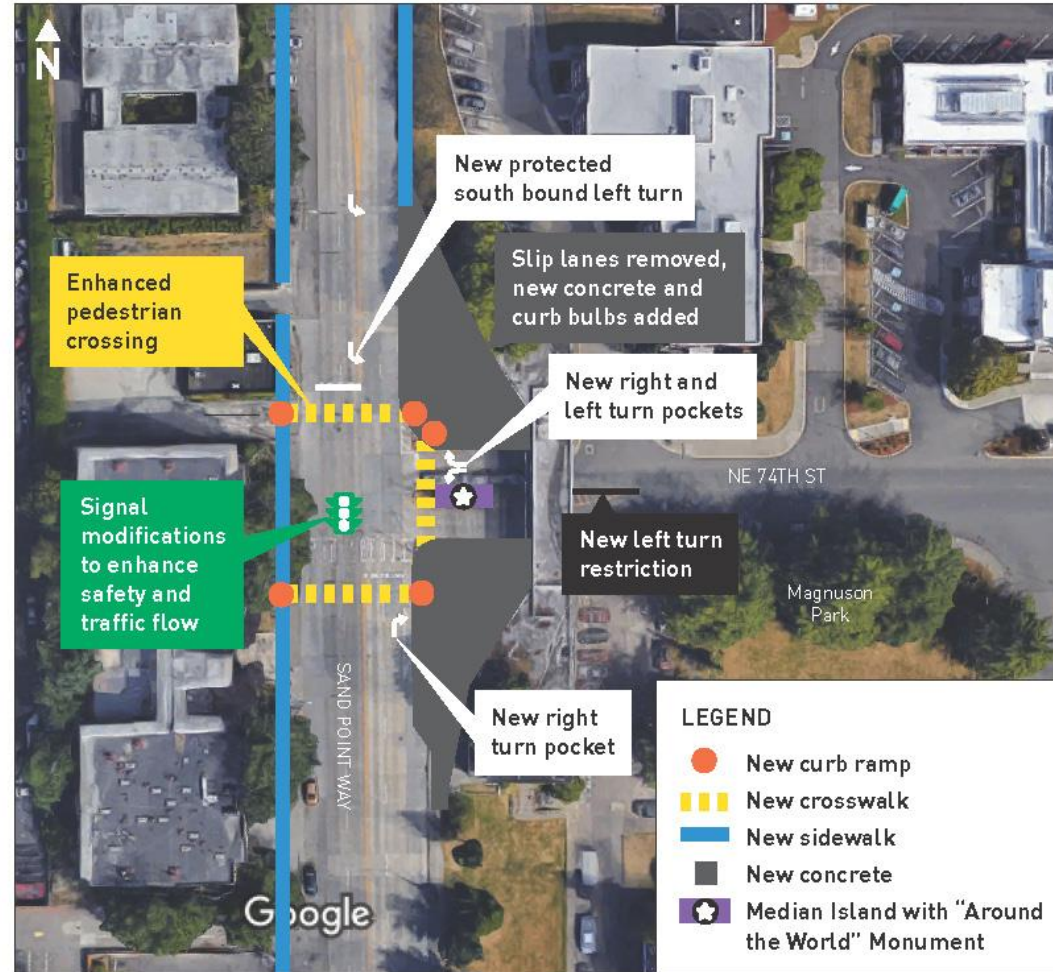 N
New protected
south bound left turn
Slip lanes removed,
new concrete and
curb bulbs added
Enhanced
pedestrian
crossing
New right and
left turn pockets
NE 74TH ST
Signal
modifications
to enhance
safety and
traffic flow
New left turn
restriction
Magnuson
Park
SAND POINT WAY
New right
turn pocket
LEGEND
New curb ramp
New crosswalk
New sidewalk
New concrete
Median Island with “Around
the World” Monument
Google